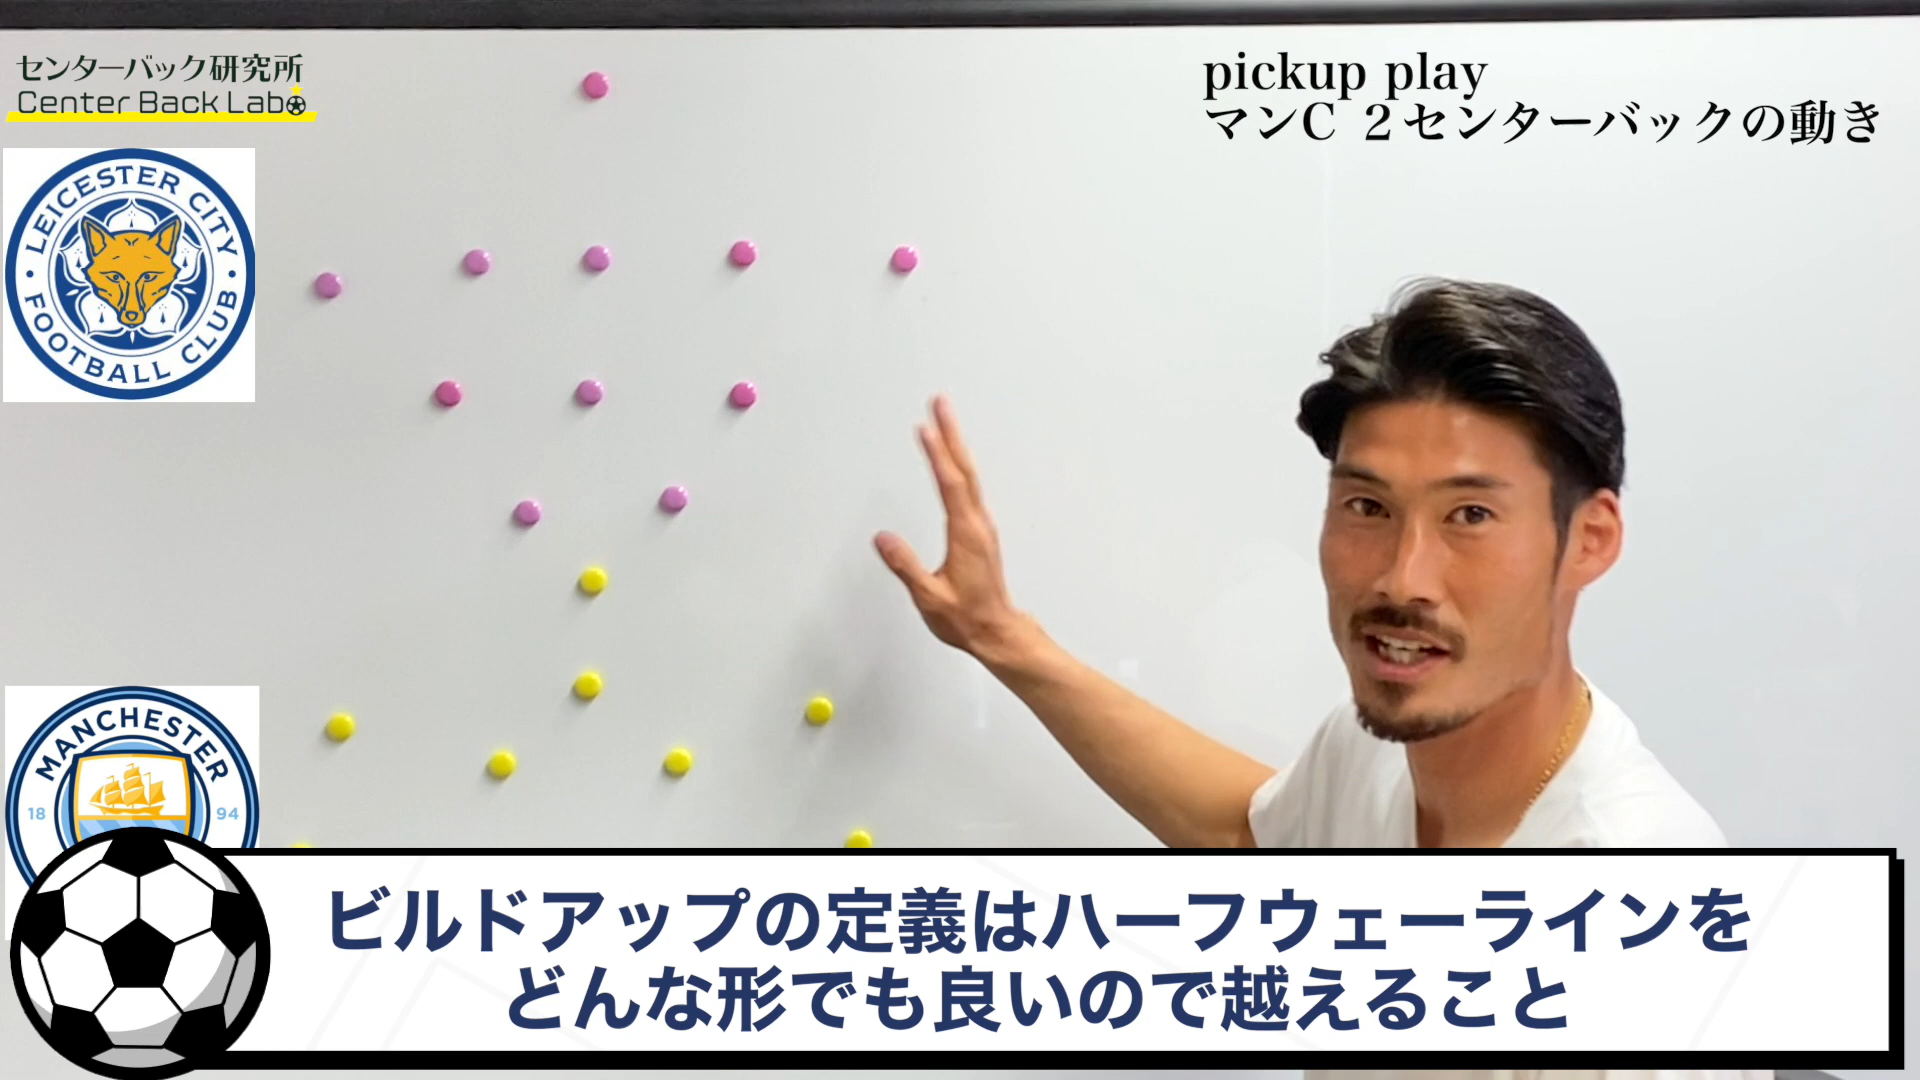 センターバック研究所
Center Back Labo
pickup play
マンC ２センターバックの動き
LEICESTER CITY
FOOTBALL CLUB
MANCHESTER
18 94
ビルドアップの定義はハーフウェーラインを
どんな形でも良いので越えること